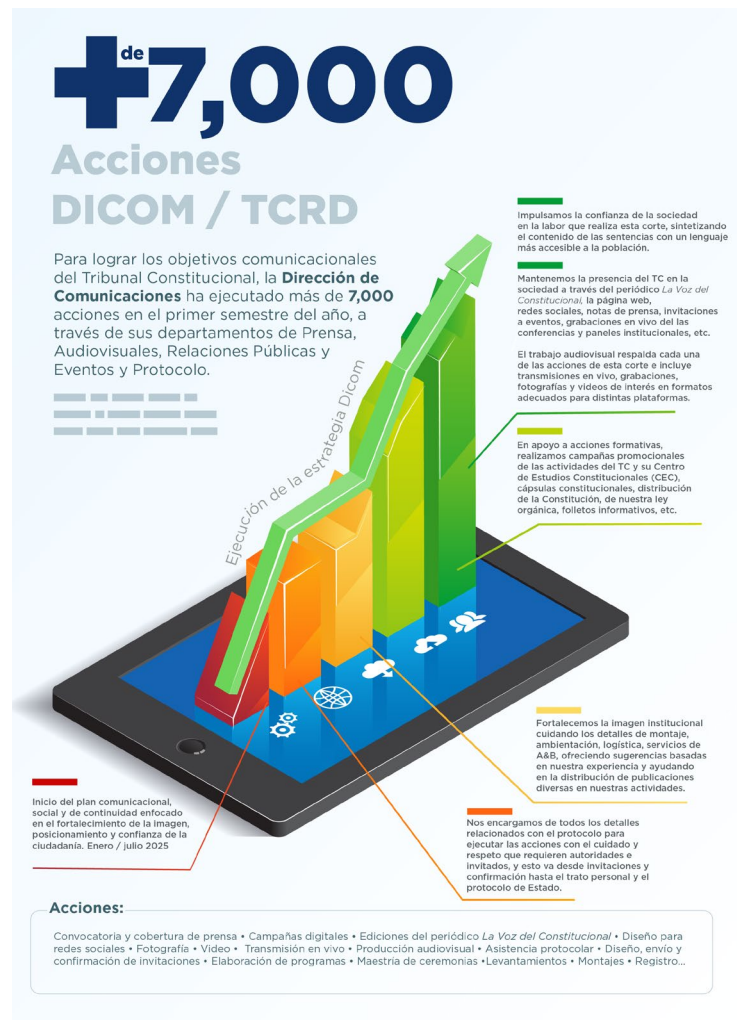 + de 7,000
Acciones
DICOM / TCRD
Para lograr los objetivos comunicacionales
del Tribunal Constitucional, la Dirección de
Comunicaciones ha ejecutado más de 7,000
acciones en el primer semestre del año, a
través de sus departamentos de Prensa,
Audiovisuales, Relaciones Públicas y
Eventos y Protocolo.
Ejecución de la estrategia Dicom
Impulsamos la confianza de la sociedad
en la labor que realiza esta corte, sintetizando
el contenido de las sentencias con un lenguaje
más accesible a la población.
Mantenemos la presencia del TC en la
sociedad a través del periódico La Voz del
Constitucional, la página web,
redes sociales, notas de prensa, invitaciones
a eventos, grabaciones en vivo del las
conferencias y paneles institucionales, etc.
El trabajo audiovisual respalda cada una
de las acciones de esta corte e incluye
transmisiones en vivo, grabaciones,
fotografías y videos de interés en formatos
adecuados para distintas plataformas.
En apoyo a acciones formativas,
realizamos campañas promocionales
de las actividades del TC y su Centro
de Estudios Constitucionales (CEC),
cápsulas constitucionales, distribución
de la Constitución, de nuestra ley
orgánica, folletos informativos, etc.
Fortalecemos la imagen institucional
cuidando los detalles de montaje,
ambientación, logística, servicios de
A&B, ofreciendo sugerencias basadas
en nuestra experiencia y ayudando
en la distribución de publicaciones
diversas en nuestras actividades.
Nos encargamos de todos los detalles
relacionados con el protocolo para
ejecutar las acciones con el cuidado y
respeto que requieren autoridades e
invitados, y esto va desde invitaciones y
confirmación hasta el trato personal y el
protocolo de Estado.
Inicio del plan comunicacional,
social y de continuidad enfocado
en el fortalecimiento de la imagen,
posicionamiento y confianza de la
ciudadanía. Enero / julio 2025
Acciones:
Convocatoria y cobertura de prensa • Campañas digitales • Ediciones del periódico La Voz del Constitucional • Diseño para
redes sociales • Fotografía • Video • Transmisión en vivo • Producción audiovisual • Asistencia protocolar • Diseño, envío y
confirmación de invitaciones • Elaboración de programas • Maestria de ceremonias •Levantamientos • Montajes • Registro...